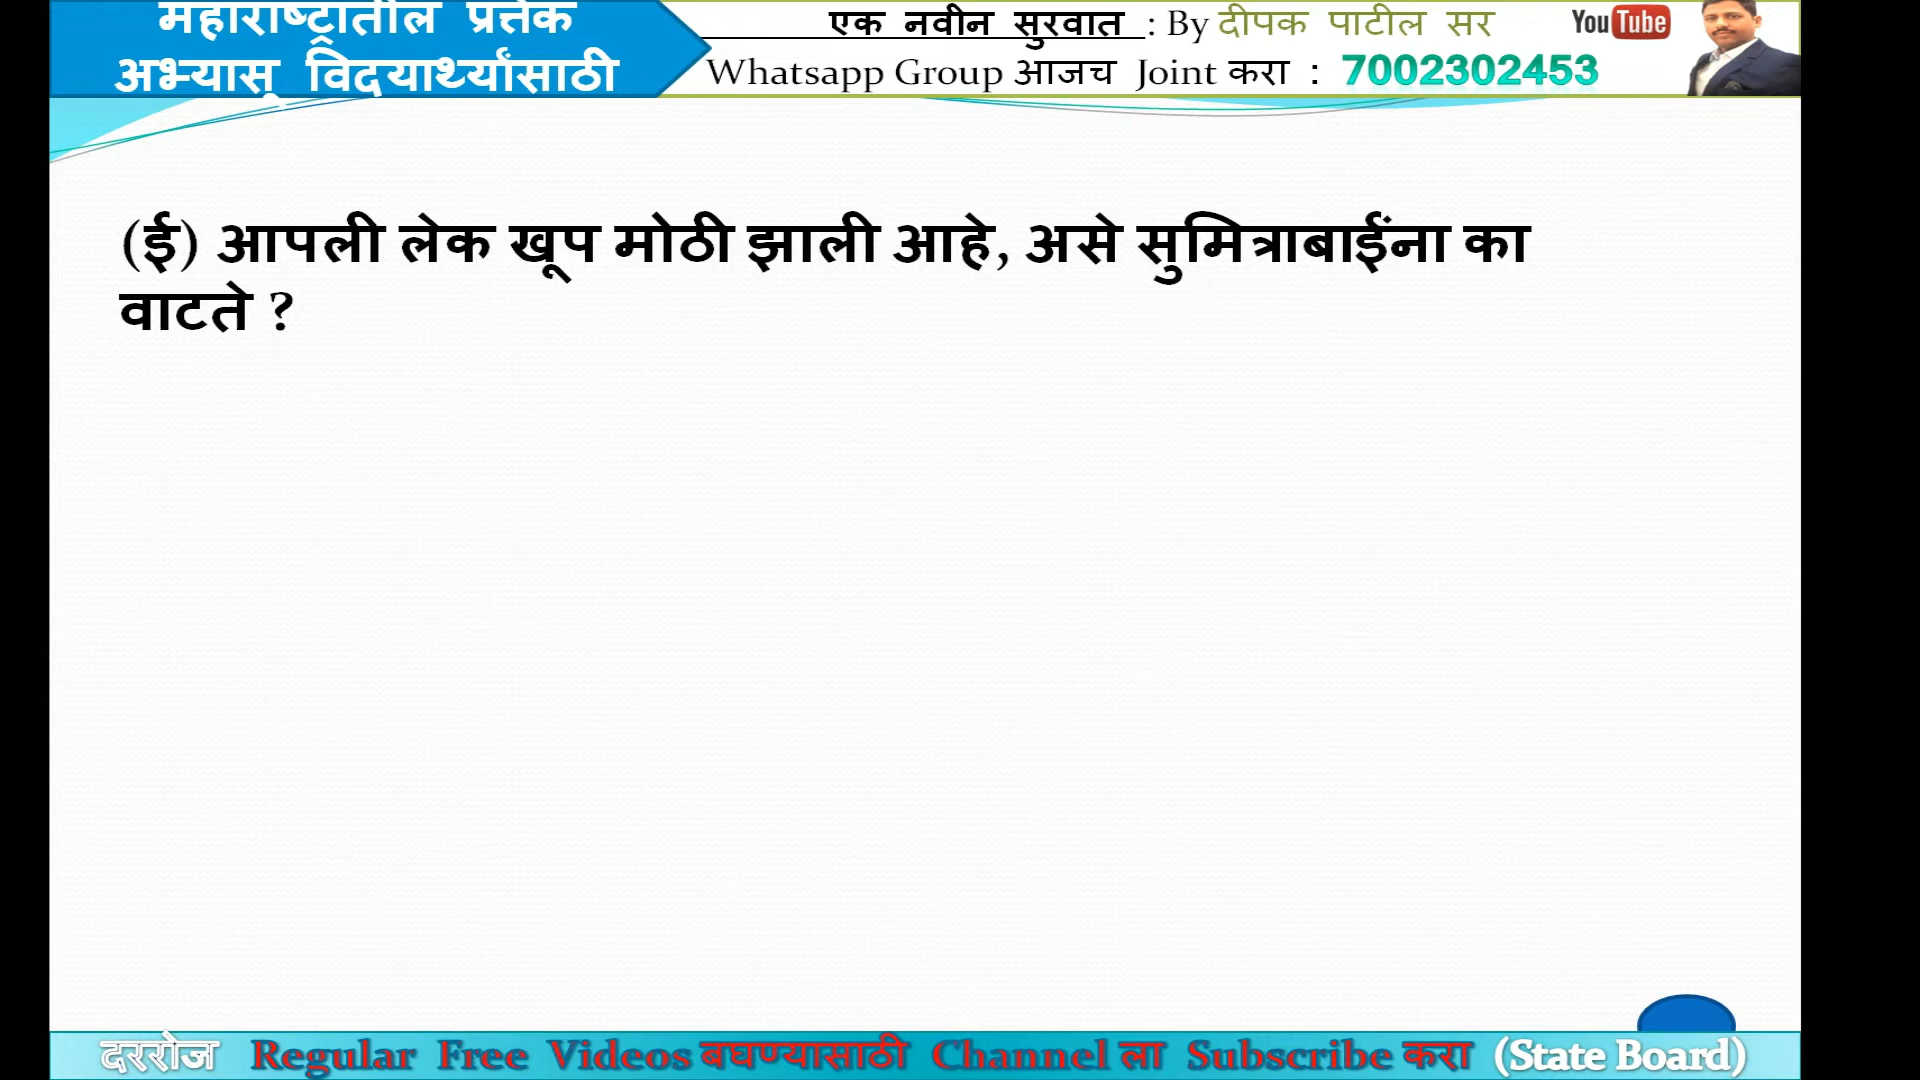 महाराष्ट्रातील प्रत्तेक
अभ्यासू विदयार्थ्यांसाठी
एक नवीन सुरवात : By दीपक पाटील सर
YouTube
Whatsapp Group आजच Joint करा : 7002302453
(ई) आपली लेक खूप मोठी झाली आहे, असे सुमित्राबाईंना का
वाटते ?
दररोज Regular Free Videos बघण्यासाठी Channel ला Subscribe करा (State Board)